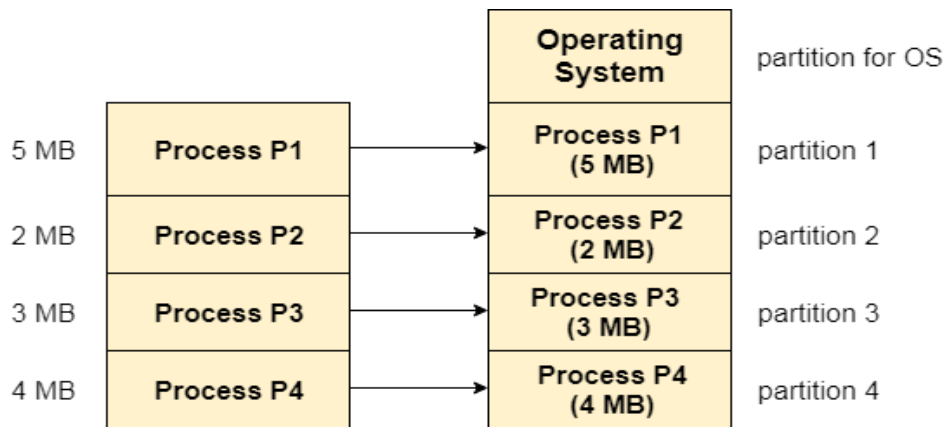 Operating
System
partition for OS
5 MB
Process P1
Process P1
(5 MB)
partition 1
2 MB
Process P2
Process P2
(2 MB)
partition 2
3 MB
Process P3
Process P3
(3 MB)
partition 3
4 MB
Process P4
Process P4
(4 MB)
partition 4